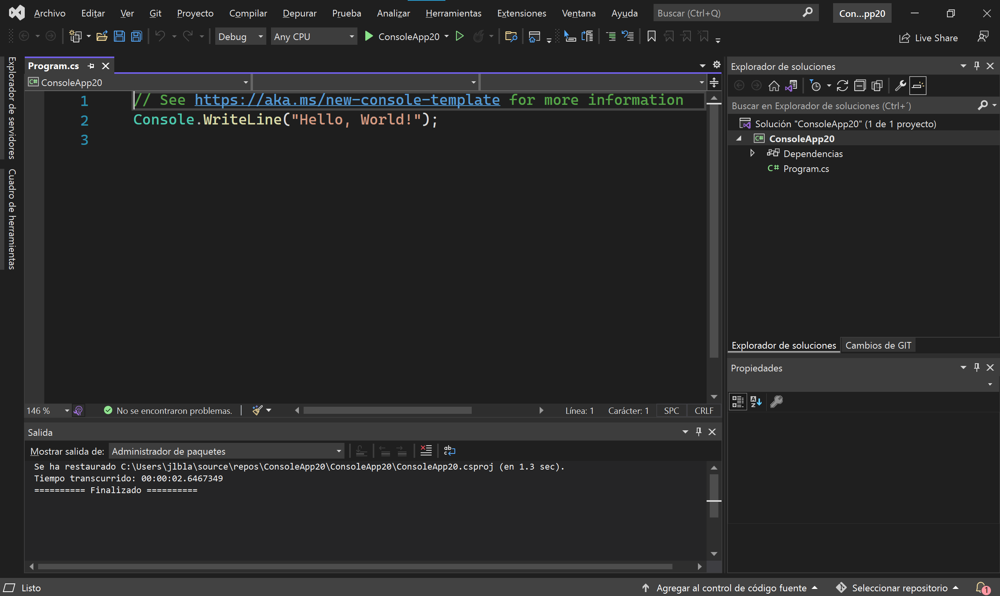 Archivo Editar Ver Git Proyecto Compilar Depurar Prueba Analizar Herramientas Extensiones Ventana Ayuda Buscar (Ctrl+Q) Con...pp20
Debug Any CPU ConsoleApp20 Live Share
Explorador de servidores
Cuadro de herramientas
Program.cs
C# ConsoleApp20
1 // See https://aka.ms/new-console-template for more information
2 Console.WriteLine("Hello, World!");
3
146 % No se encontraron problemas. Línea: 1 Carácter: 1 SPC CRLF
Salida
Mostrar salida de: Administrador de paquetes
Se ha restaurado C:\Users\jlbla\source\repos\ConsoleApp20\ConsoleApp20\ConsoleApp20.csproj (en 1.3 sec).
Tiempo transcurrido: 00:00:02.6467349
========== Finalizado ==========
Explorador de soluciones
Buscar en Explorador de soluciones (Ctrl+´)
Solución "ConsoleApp20" (1 de 1 proyecto)
C# ConsoleApp20
Dependencias
C# Program.cs
Explorador de soluciones Cambios de GIT
Propiedades
Listo Agregar al control de código fuente Seleccionar repositorio 1